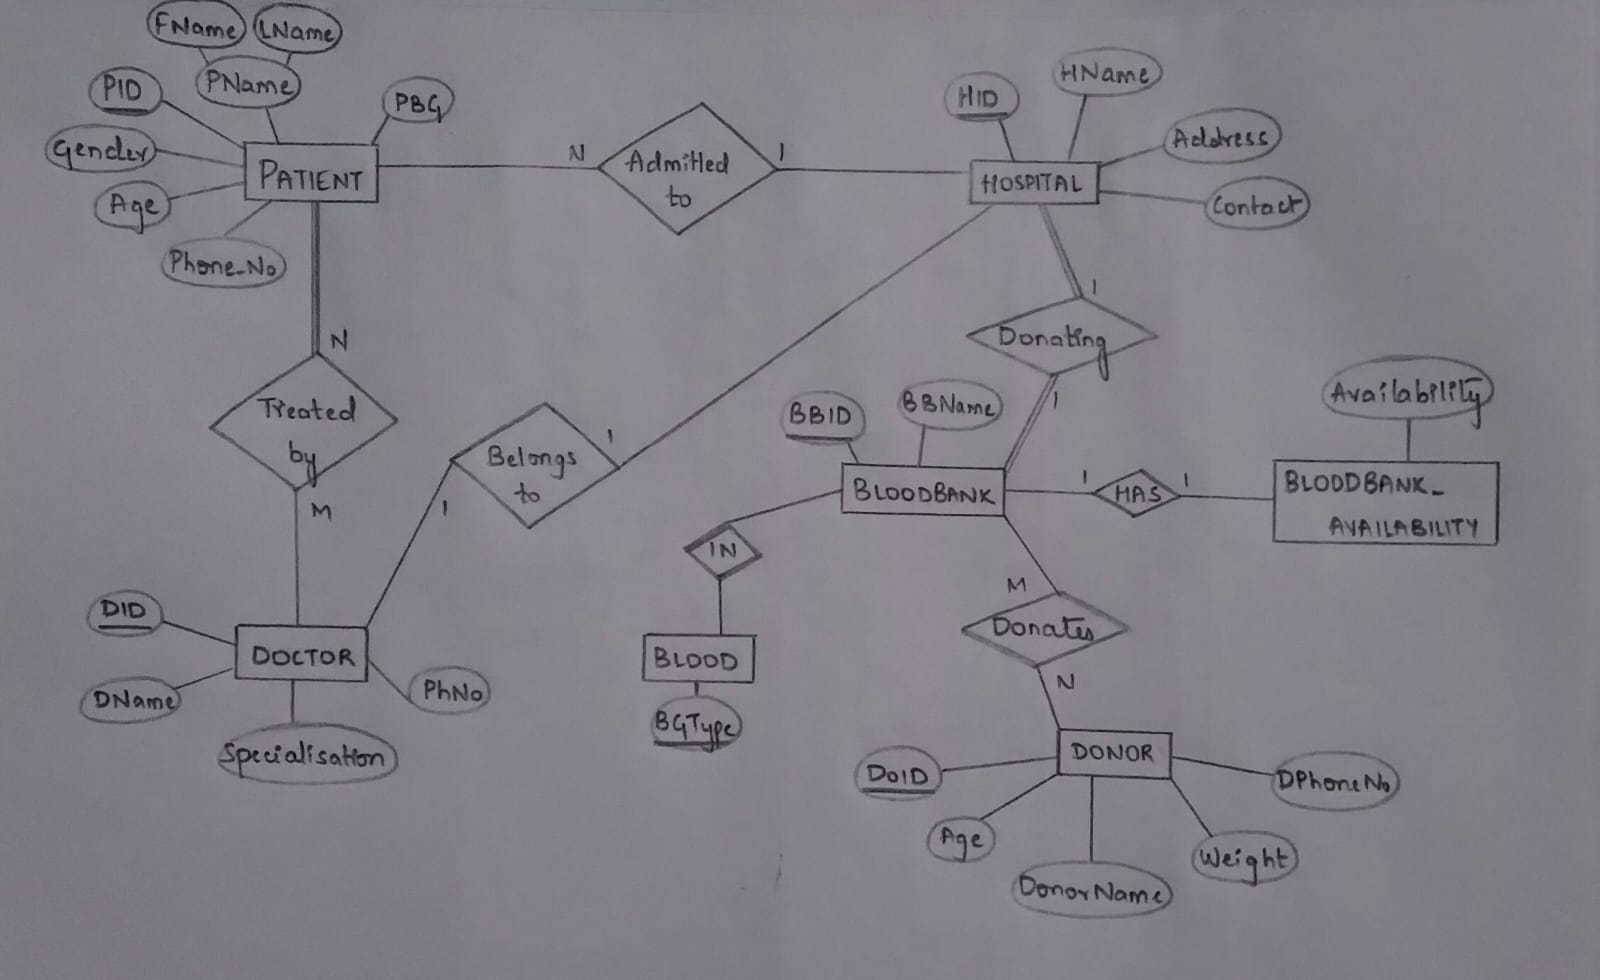 FName
LName
PName
PID
PBG
Gender
PATIENT
Age
Phone_No
N
Admitted
to
1
HID
HName
Address
HOSPITAL
Contact
N
Treated
by
M
1
Donating
1
1
Belongs
to
1
BBID
BBName
BLOODBANK
1
HAS
1
Availability
BLOODBANK_
AVAILABILITY
IN
BLOOD
BGType
M
Donates
N
DID
DOCTOR
DName
PhNo
Specialisation
DONOR
DoID
DPhoneNo
Age
Weight
DonorName